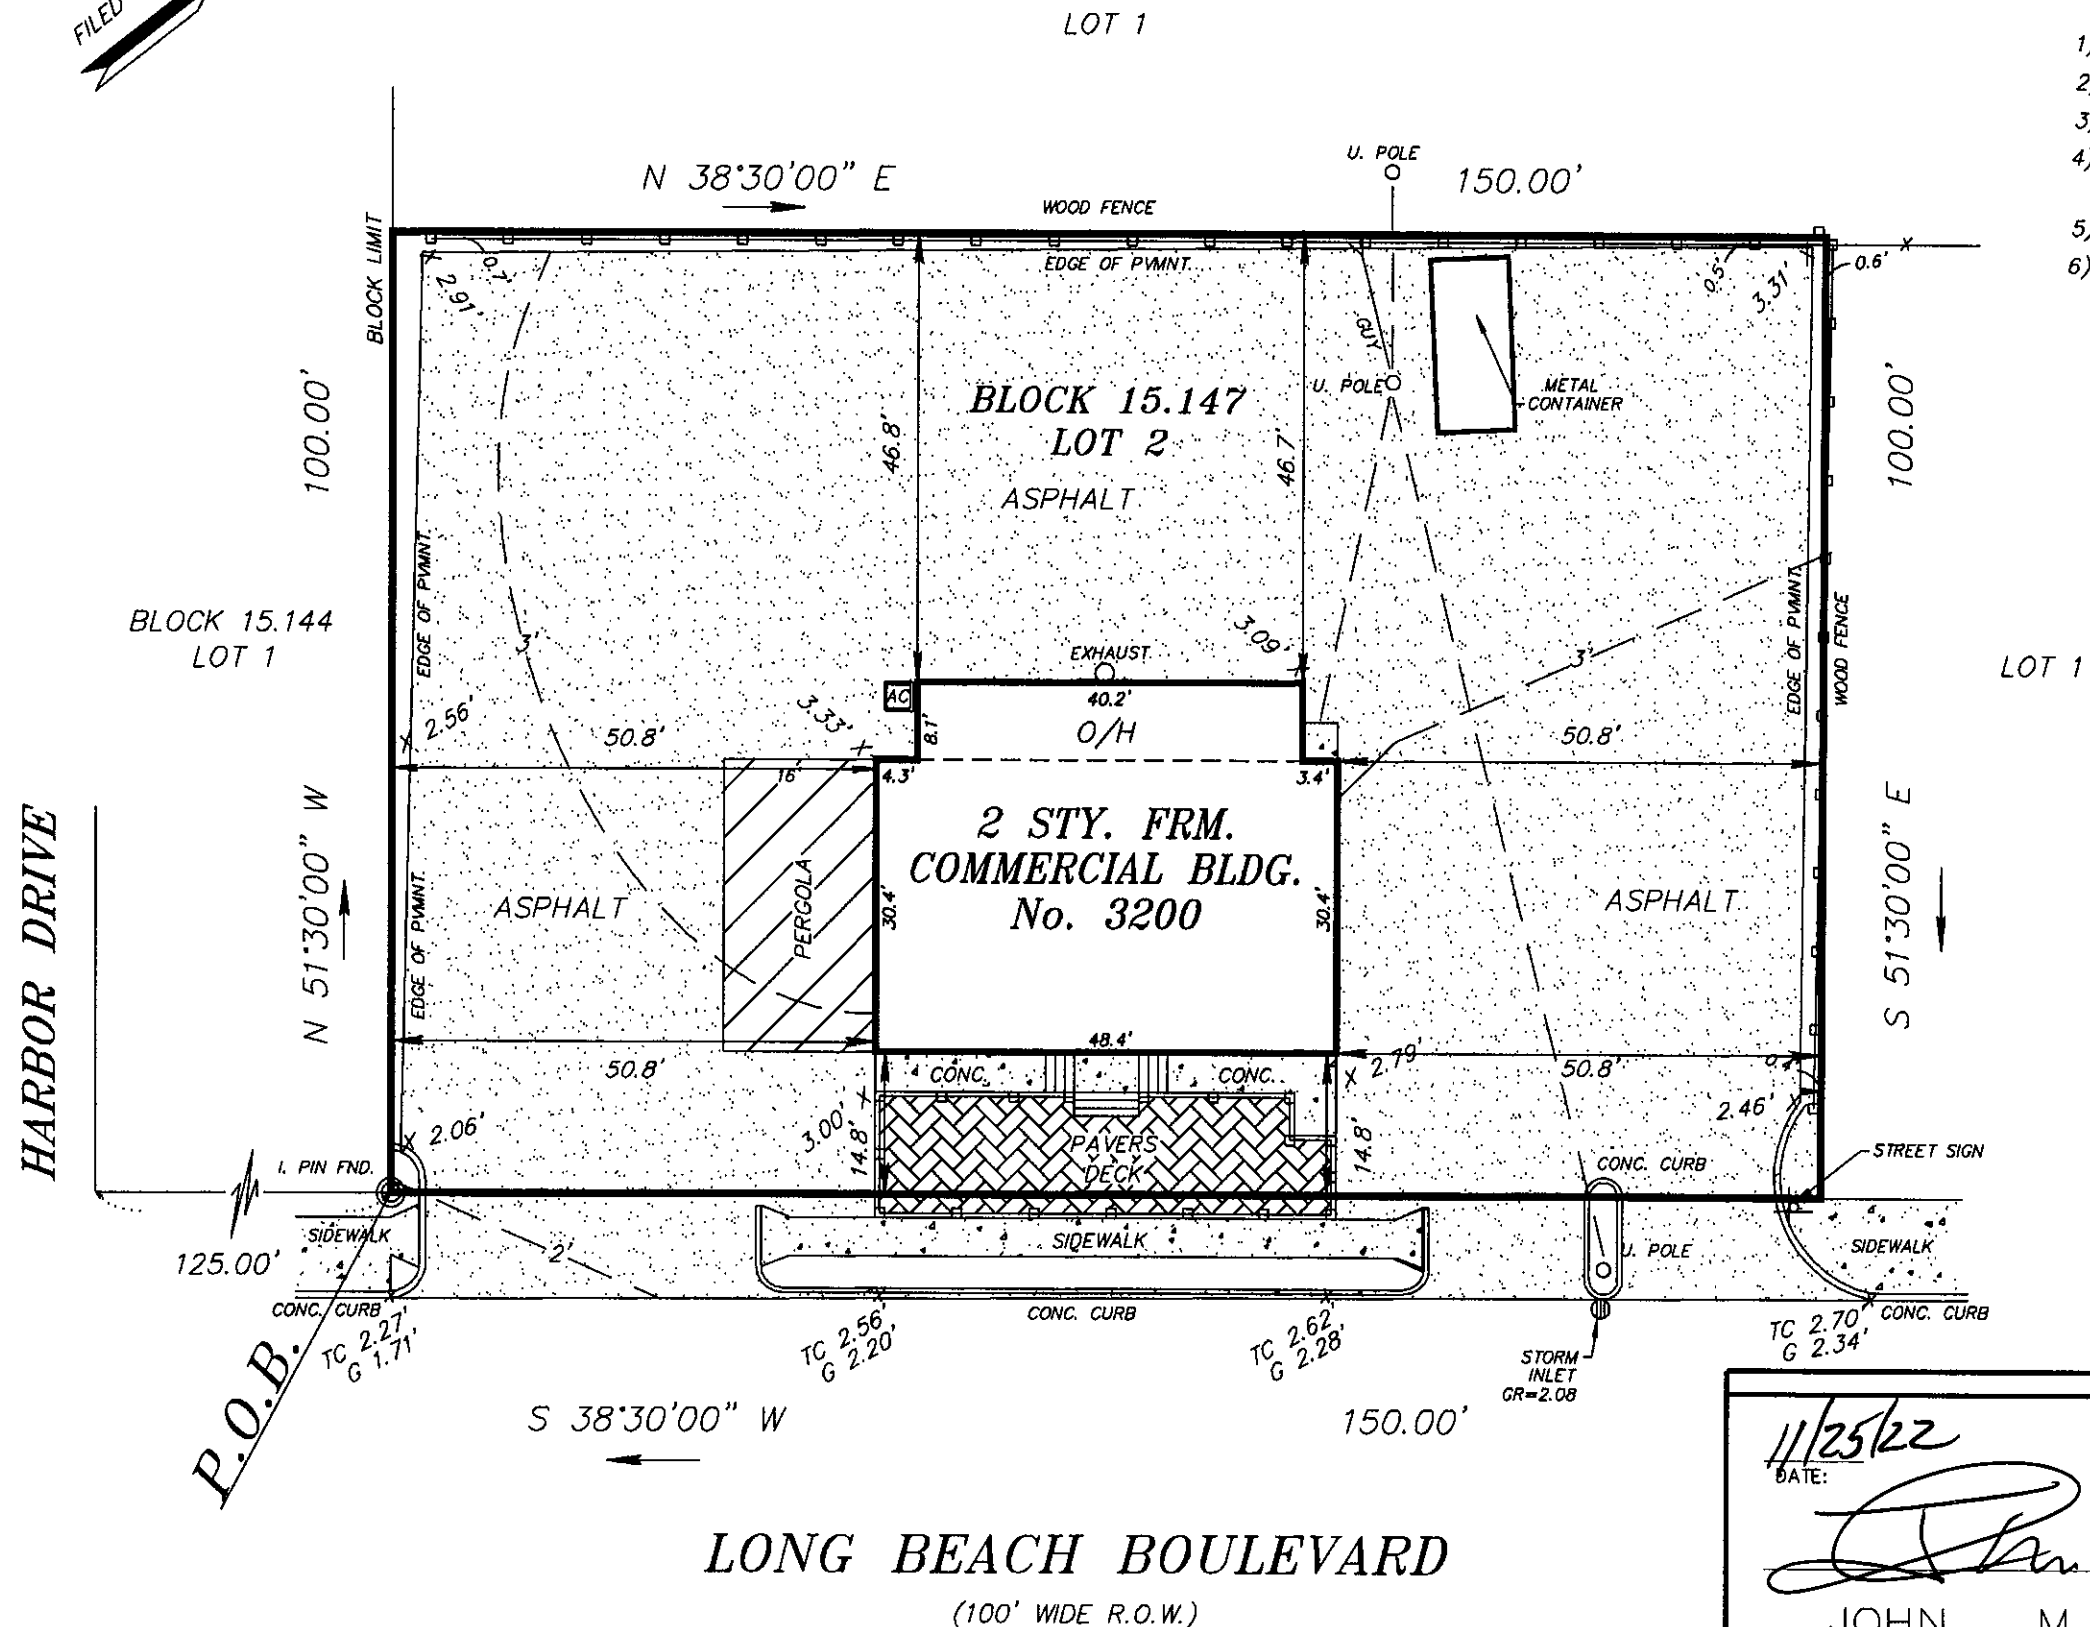 FILED
LOT 1
1)
2)
3)
4)
5)
6)
U. POLE
N 38°30'00" E
150.00'
WOOD FENCE
BLOCK LIMIT
EDGE OF PVMNT.
0.7'
2.91'
0.5'
3.31'
0.6'
GUY
U. POLE
METAL
CONTAINER
BLOCK 15.147
LOT 2
ASPHALT
46.8'
46.7'
100.00'
100.00'
EDGE OF PVMNT.
EDGE OF PVMNT.
WOOD FENCE
BLOCK 15.144
LOT 1
LOT 1
3'
3'
3.09'
EXHAUST
AC
40.2'
8.1'
O/H
2.56'
3.33'
50.8'
50.8'
16'
4.3'
3.4'
2 STY. FRM.
COMMERCIAL BLDG.
No. 3200
30.4'
30.4'
PERGOLA
ASPHALT
ASPHALT
EDGE OF PVMNT.
N 51°30'00" W
S 51°30'00" E
HARBOR DRIVE
48.4'
50.8'
50.8'
CONC.
CONC.
2.79'
0.4'
3.00'
2.06'
2.46'
14.8'
14.8'
PAVERS
DECK
I. PIN FND.
CONC. CURB
STREET SIGN
SIDEWALK
SIDEWALK
U. POLE
SIDEWALK
125.00'
2'
CONC. CURB
CONC. CURB
CONC. CURB
TC 2.27'
G 1.71'
TC 2.56'
G 2.20'
TC 2.62'
G 2.28'
TC 2.70'
G 2.34'
STORM
INLET
GR=2.08
P.O.B.
S 38°30'00" W
150.00'
11/25/22
DATE:
LONG BEACH BOULEVARD
(100' WIDE R.O.W.)
JOHN M